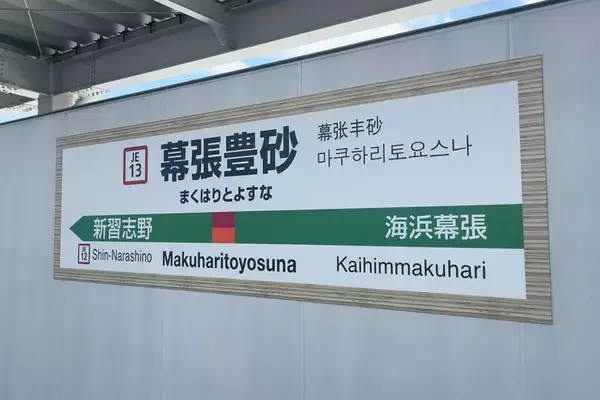 JE
13
幕張豊砂
まくはりとよすな
幕张丰砂
마쿠하리토요스나
新習志野
海浜幕張
JE
12
Shin-Narashino
Makuharitoyosuna
Kaihimmakuhari